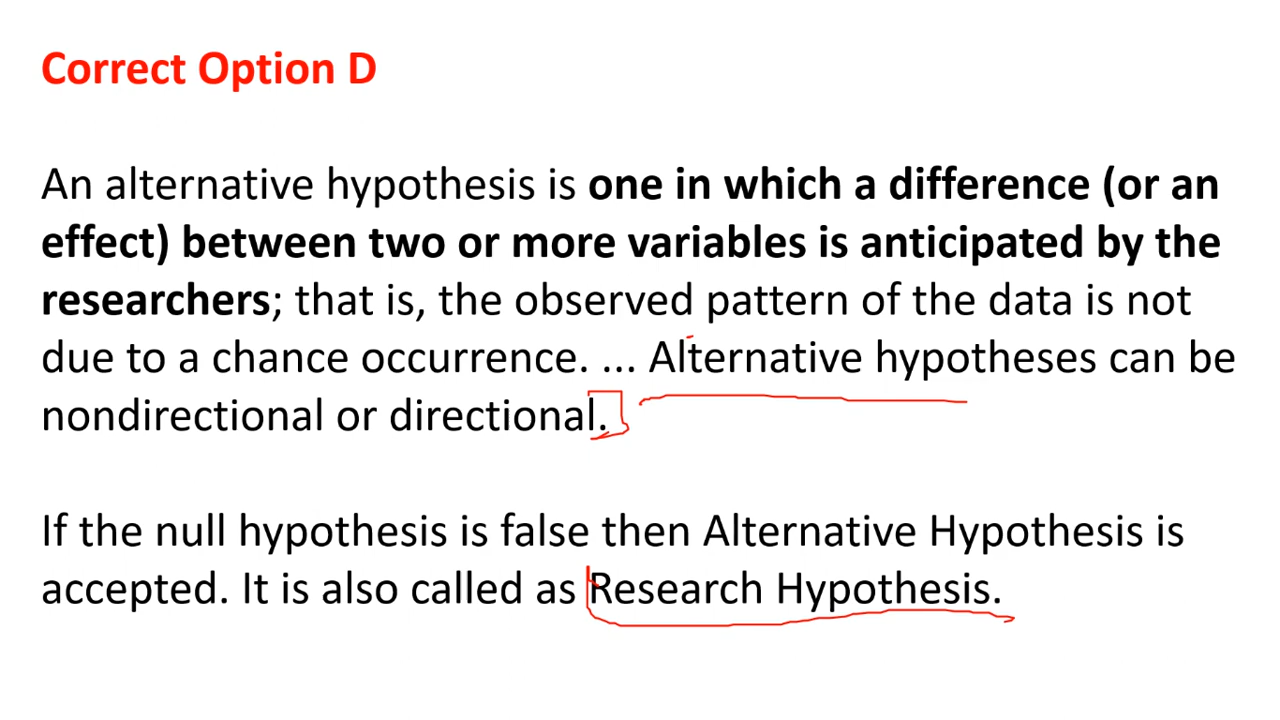 Correct Option D
An alternative hypothesis is one in which a difference (or an
effect) between two or more variables is anticipated by the
researchers; that is, the observed pattern of the data is not
due to a chance occurrence. ... Alternative hypotheses can be
nondirectional or directional.
If the null hypothesis is false then Alternative Hypothesis is
accepted. It is also called as Research Hypothesis.